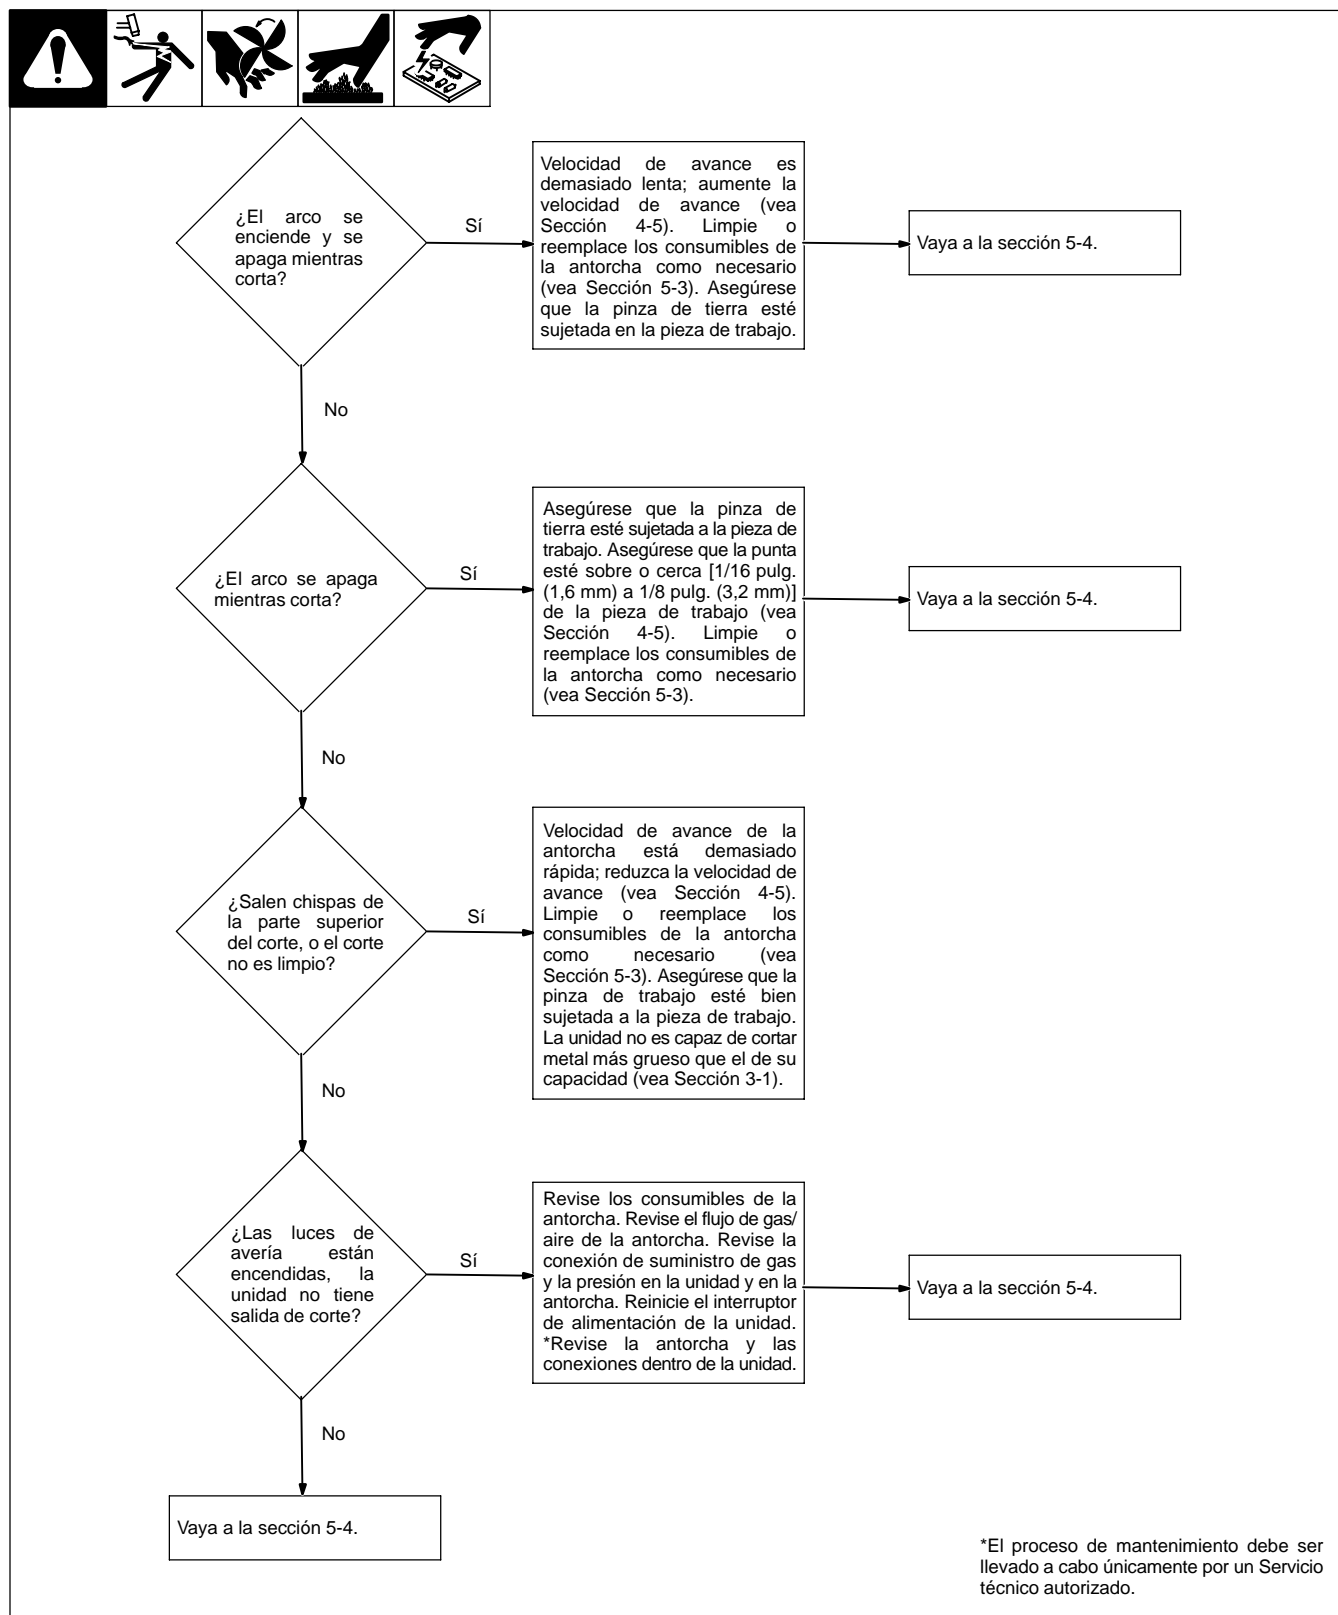 ¿El arco se
enciende y se
apaga mientras
corta?
Sí
Velocidad de avance es
demasiado lenta; aumente la
velocidad de avance (vea
Sección 4-5). Limpie o
reemplace los consumibles de
la antorcha como necesario
(vea Sección 5-3). Asegúrese
que la pinza de tierra esté
sujetada en la pieza de trabajo.
Vaya a la sección 5-4.
No
¿El arco se apaga
mientras corta?
Sí
Asegúrese que la pinza de
tierra esté sujetada a la pieza de
trabajo. Asegúrese que la punta
esté sobre o cerca [1/16 pulg.
(1,6 mm) a 1/8 pulg. (3,2 mm)]
de la pieza de trabajo (vea
Sección 4-5). Limpie o
reemplace los consumibles de
la antorcha como necesario
(vea Sección 5-3).
Vaya a la sección 5-4.
No
¿Salen chispas de
la parte superior
del corte, o el corte
no es limpio?
Sí
Velocidad de avance de la
antorcha está demasiado
rápida; reduzca la velocidad de
avance (vea Sección 4-5).
Limpie o reemplace los
consumibles de la antorcha
como necesario (vea
Sección 5-3). Asegúrese que la
pinza de trabajo esté bien
sujetada a la pieza de trabajo.
La unidad no es capaz de cortar
metal más grueso que el de su
capacidad (vea Sección 3-1).
No
¿Las luces de
avería están
encendidas, la
unidad no tiene
salida de corte?
Sí
Revise los consumibles de la
antorcha. Revise el flujo de gas/
aire de la antorcha. Revise la
conexión de suministro de gas
y la presión en la unidad y en la
antorcha. Reinicie el interruptor
de alimentación de la unidad.
*Revise la antorcha y las
conexiones dentro de la unidad.
Vaya a la sección 5-4.
No
Vaya a la sección 5-4.
*El proceso de mantenimiento debe ser
llevado a cabo únicamente por un Servicio
técnico autorizado.